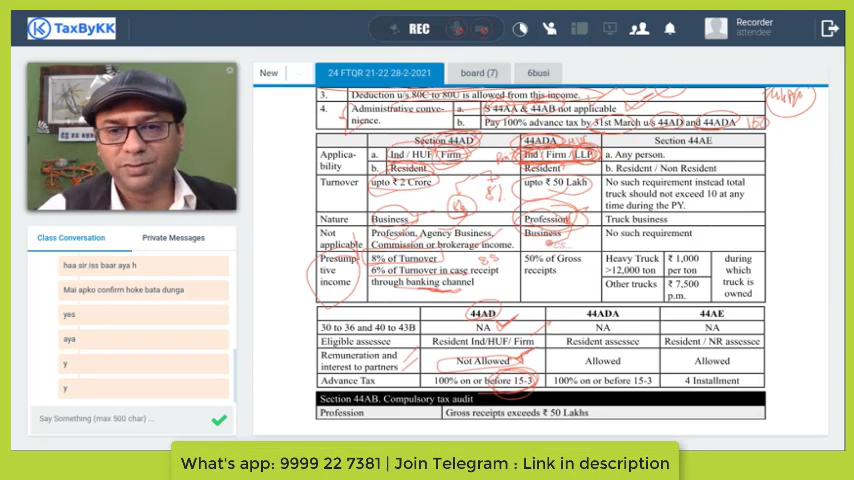 TaxByKK
REC
Recorder
attendee
New
24 FTQR 21-22 28-2-2021
board (7)
6busi
3. Deduction u/s 80C to 80U is allowed from this income.
4. Administrative conve-
nience.
a. S 44AA & 44AB not applicable
b. Pay 100% advance tax by 31st March u/s 44AD and 44ADA
Section 44AD 44ADA Section 44AE
Applica-
bility
a. Ind / HUF / Firm Ind / Firm / LLP a. Any person.
b. Resident Resident b. Resident / Non Resident
Turnover upto ₹ 2 Crore upto ₹ 50 Lakh No such requirement instead total
truck should not exceed 10 at any
time during the PY.
Nature Business Profession Truck business
Not
applicable
Profession, Agency Business,
Commission or brokerage income.
Business
No such requirement
Presump-
tive
income
8% of Turnover
6% of Turnover in case receipt
through banking channel
50% of Gross
receipts
Heavy Truck
>12,000 ton
₹ 1,000
per ton
Other trucks
₹ 7,500
p.m.
during
which
truck is
owned
8%
44AD 44ADA 44AE
30 to 36 and 40 to 43B NA NA NA
Eligible assessee Resident Ind/HUF/ Firm Resident assessee Resident / NR assessee
Remuneration and
interest to partners
Not Allowed Allowed Allowed
Advance Tax 100% on or before 15-3 100% on or before 15-3 4 Installment
Section 44AB. Compulsory tax audit
Profession Gross receipts exceeds ₹ 50 Lakhs
Class Conversation
Private Messages
haa sir iss baar aya h
Mai apko confirm hoke bata dunga
yes
aya
y
y
Say Something (max 500 char) ...
What's app: 9999 22 7381 | Join Telegram : Link in description